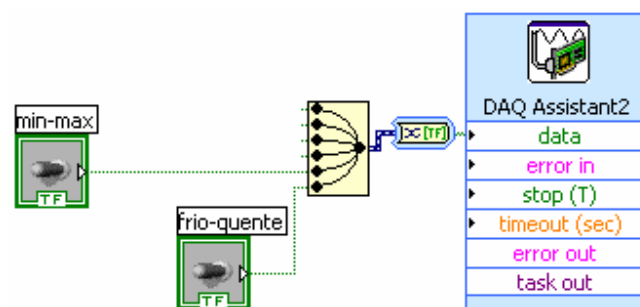 min-max
TF
frio-quente
TF
[TF]
DAQ Assistant2
data
error in
stop (T)
timeout (sec)
error out
task out